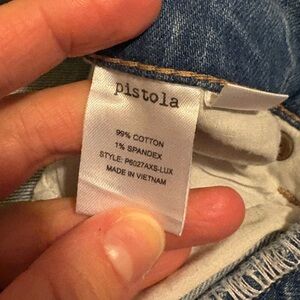 pistola
99% COTTON
1% SPANDEX
STYLE: P6027AXS-LUX
MADE IN VIETNAM